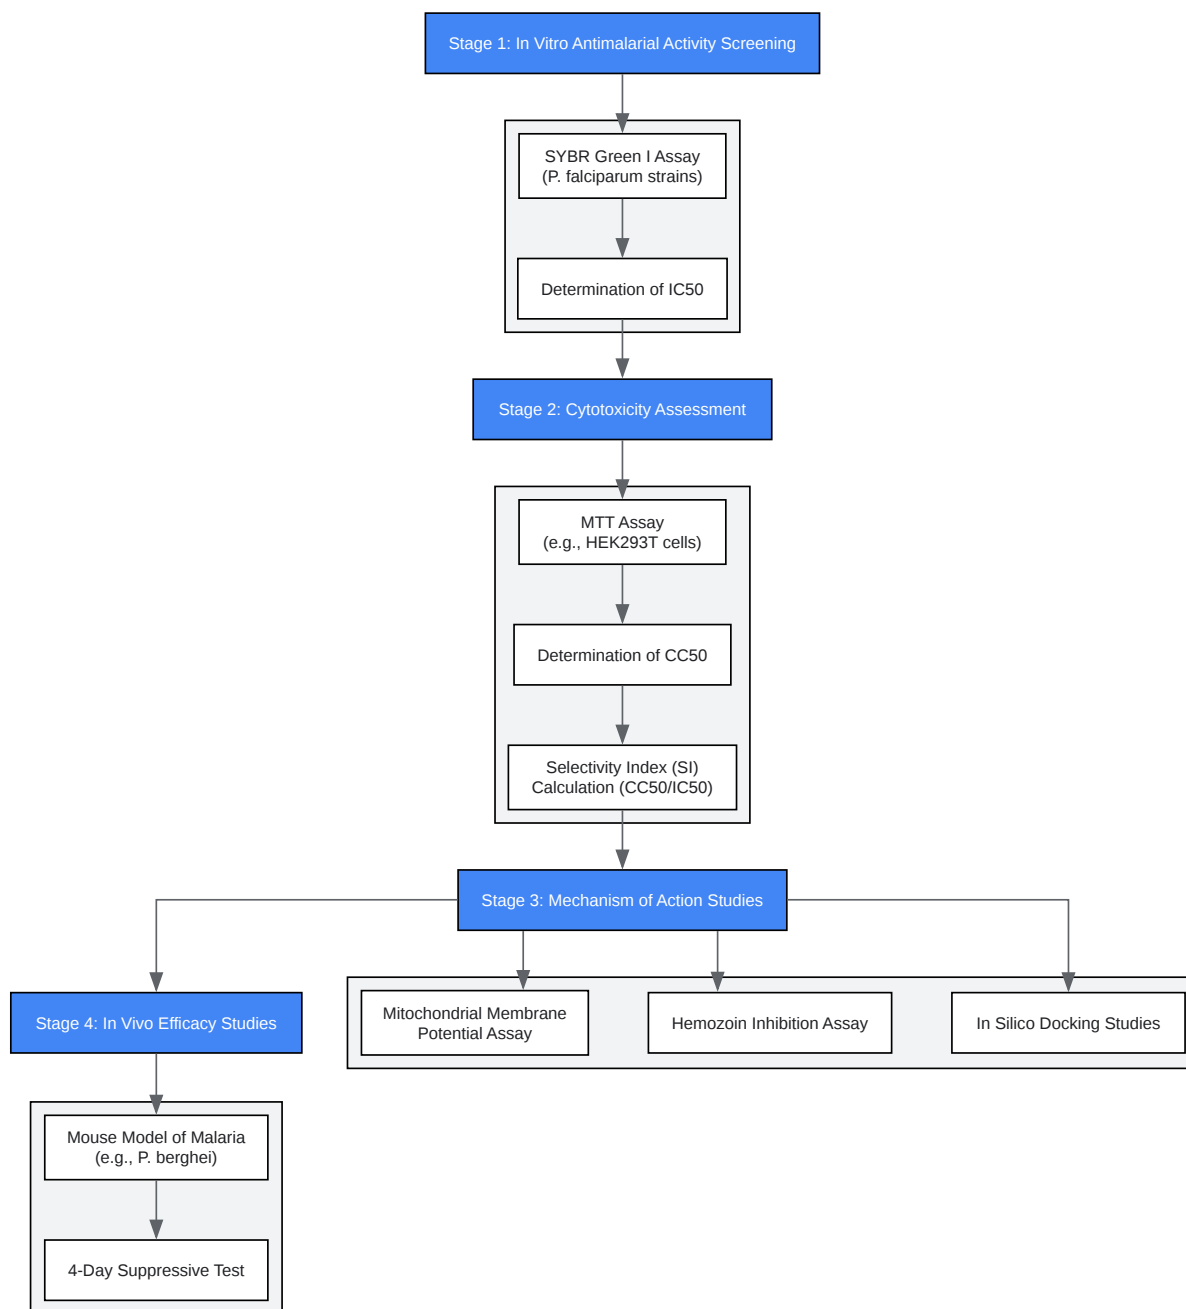 Stage 1: In Vitro Antimalarial Activity Screening
SYBR Green I Assay
(P. falciparum strains)
Determination of IC50
Stage 2: Cytotoxicity Assessment
MTT Assay
(e.g., HEK293T cells)
Determination of CC50
Selectivity Index (SI)
Calculation (CC50/IC50)
Stage 3: Mechanism of Action Studies
Stage 4: In Vivo Efficacy Studies
Mitochondrial Membrane
Potential Assay
Hemozoin Inhibition Assay
In Silico Docking Studies
Mouse Model of Malaria
(e.g., P. berghei)
4-Day Suppressive Test